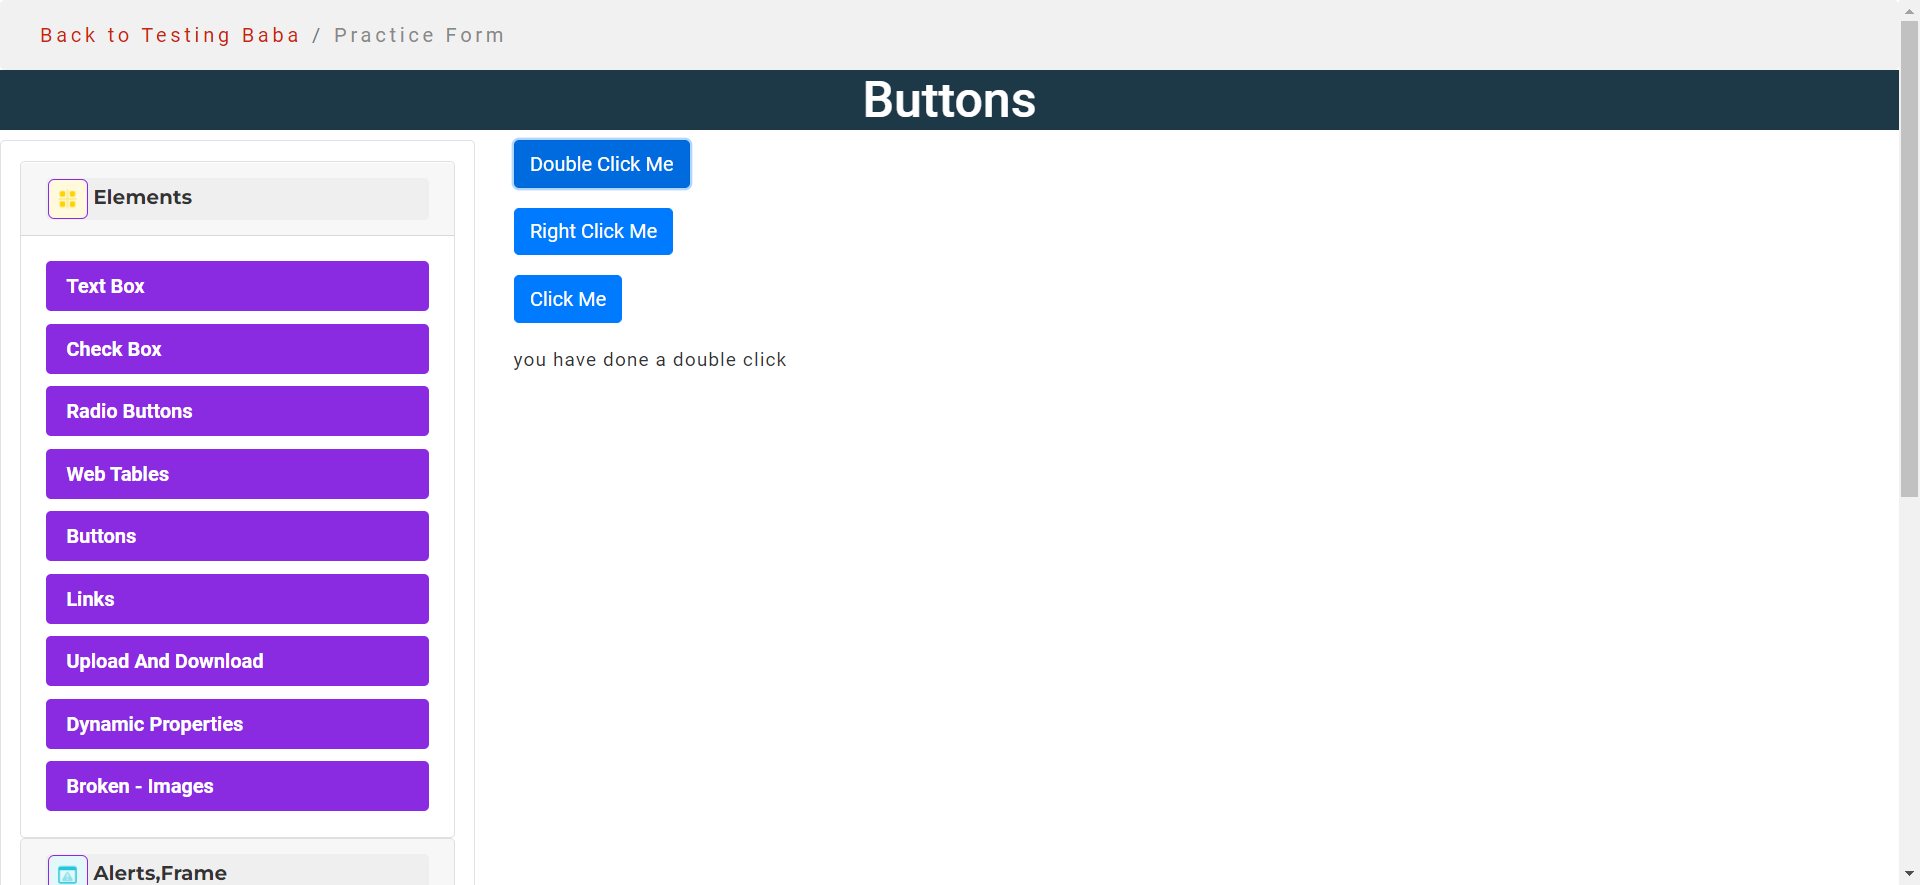 Back to Testing Baba / Practice Form
Buttons
Elements
Text Box
Check Box
Radio Buttons
Web Tables
Buttons
Links
Upload And Download
Dynamic Properties
Broken - Images
Alerts,Frame
Double Click Me
Right Click Me
Click Me
you have done a double click